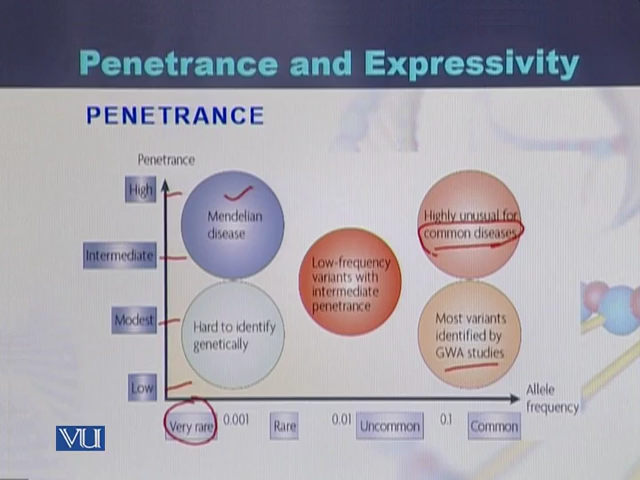 Penetrance and Expressivity
PENETRANCE
Penetrance
High
Mendelian
disease
Highly unusual for
common diseases
Intermediate
Low-frequency
variants with
intermediate
penetrance
Modest
Hard to identify
genetically
Most variants
identified by
GWA studies
Low
Allele
frequency
Very rare
0.001
Rare
0.01
Uncommon
0.1
Common
VU